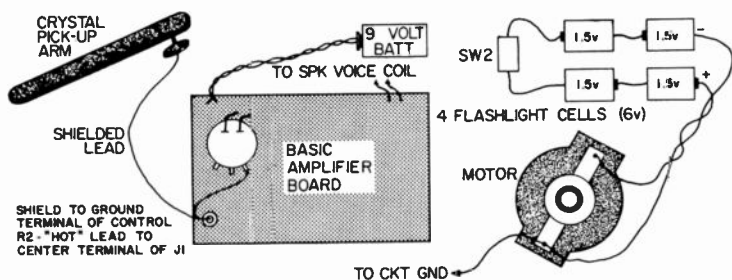 CRYSTAL
PICK-UP
ARM
9 VOLT
BATT
TO SPK VOICE COIL
SW2
1.5v
1.5v
-
1.5v
1.5v
+
4 FLASHLIGHT CELLS (6v)
SHIELDED
LEAD
BASIC
AMPLIFIER
BOARD
MOTOR
SHIELD TO GROUND
TERMINAL OF CONTROL
R2-"HOT" LEAD TO
CENTER TERMINAL OF J1
TO CKT GND